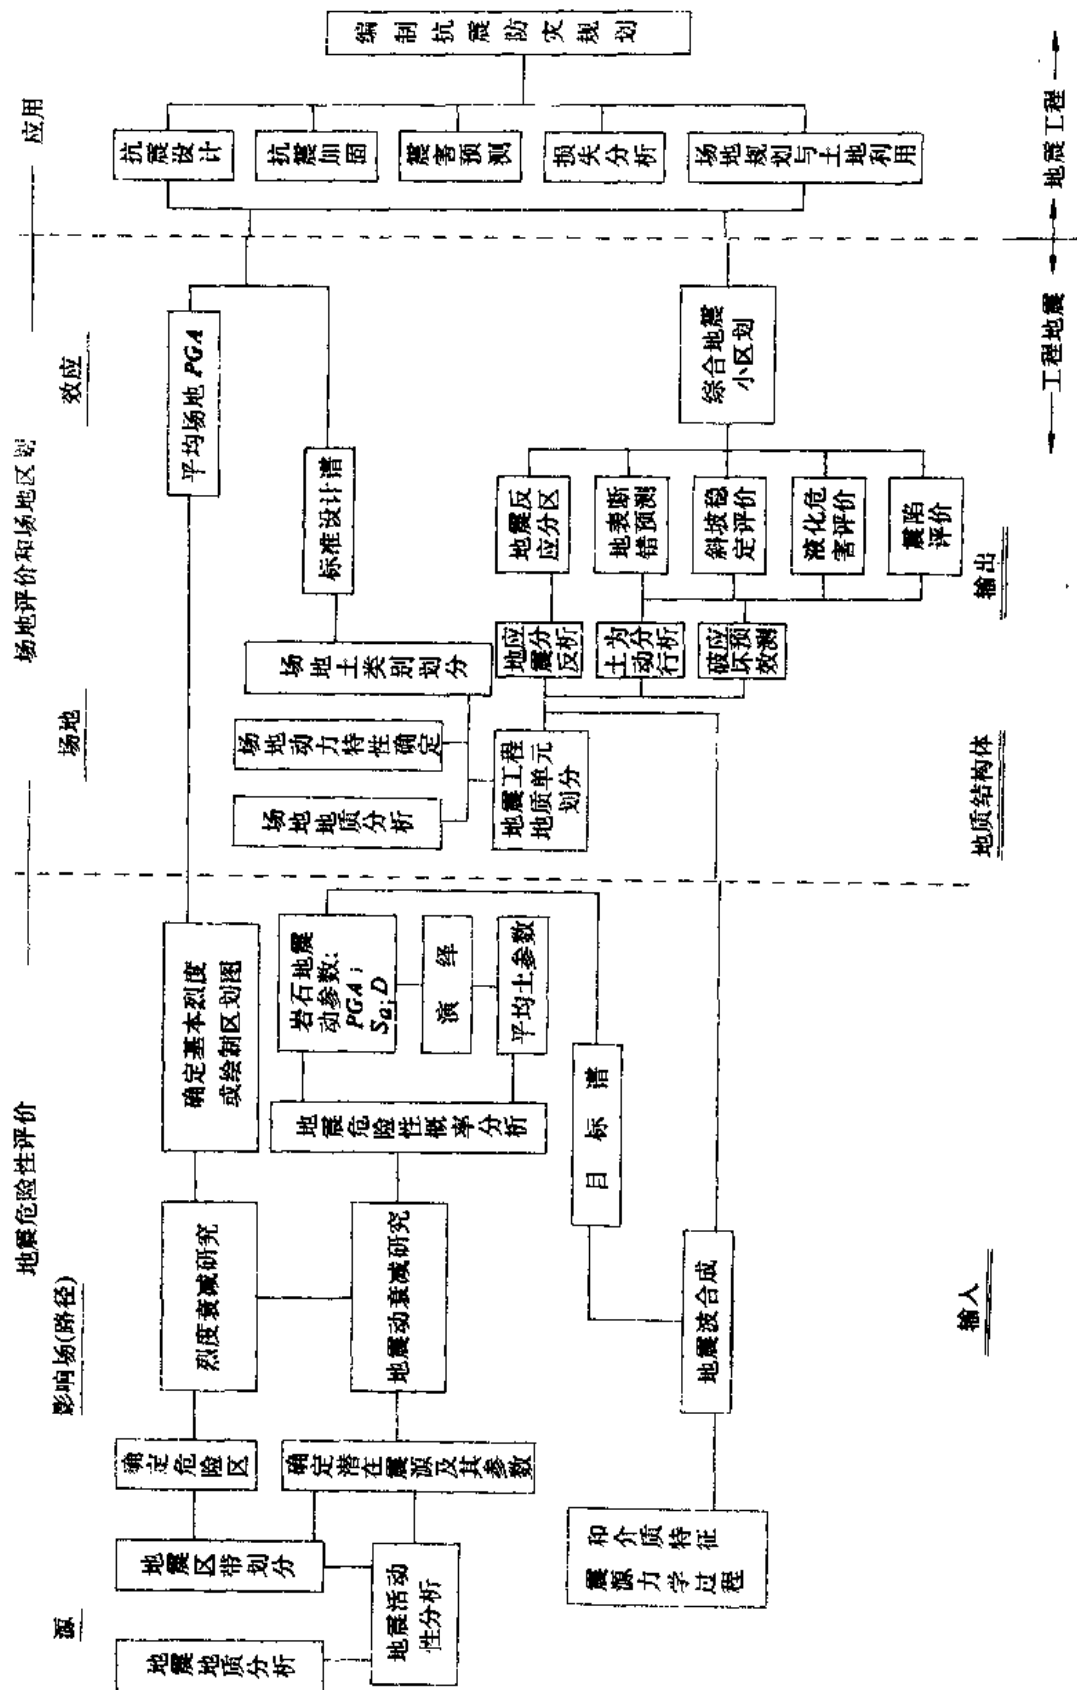 地震危险性评价
场地评价和场地区划
应用
源
影响场(路径)
场地
效应
地震地质分析
地震区带划分
地震活动
性分析
确定危险区
确定潜在震源及其参数
烈度衰减研究
地震动衰减研究
确定基本烈度
或绘制区划图
地震危险性概率分析
岩石地震
动参数:
PGA;
Sa;D
演绎
平均土参数
目标谱
震源力学过程
和介质特征
地震波合成
场地地质分析
场地动力特性确定
场地土类别划分
地震工程
地质单元
划分
平均场地PGA
标准设计谱
地震反应分析
土动行为分析
破坏效应预测
地震反
应分区
地表断
错预测
斜坡稳
定评价
液化危
害评价
震陷
评价
综合地震
小区划
抗震设计
抗震加固
震害预测
损失分析
场地规划与土地利用
编制抗震防灾规划
输入
地质结构体
输出
工程地震
地震工程